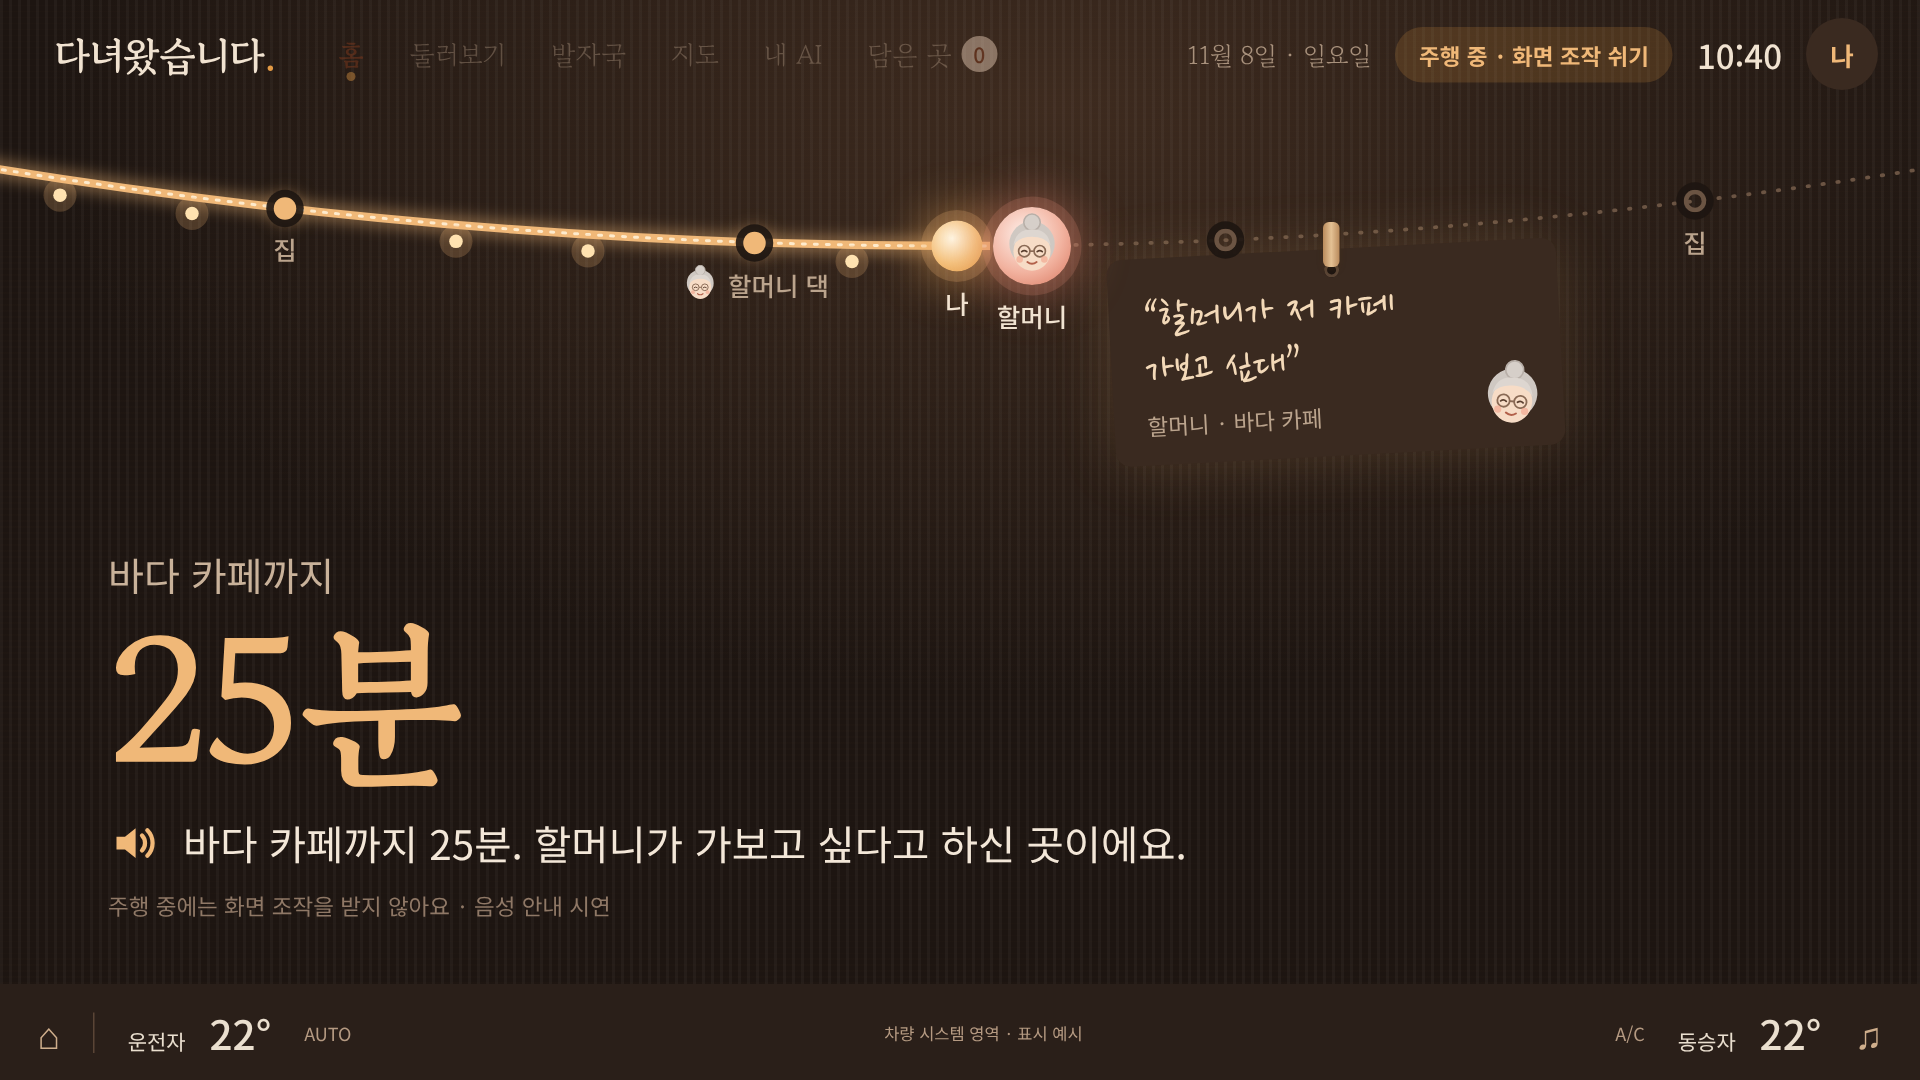 다녀왔습니다.
홈 둘러보기 발자국 지도 내 AI 담은 곳 0
11월 8일 · 일요일 주행 중 · 화면 조작 쉬기 10:40 나
집
할머니 댁
나
할머니
집
“할머니가 저 카페
가보고 싶대”
할머니 · 바다 카페
바다 카페까지
25분
바다 카페까지 25분. 할머니가 가보고 싶다고 하신 곳이에요.
주행 중에는 화면 조작을 받지 않아요 · 음성 안내 시연
운전자 22° AUTO
차량 시스템 영역 · 표시 예시
A/C 동승자 22°